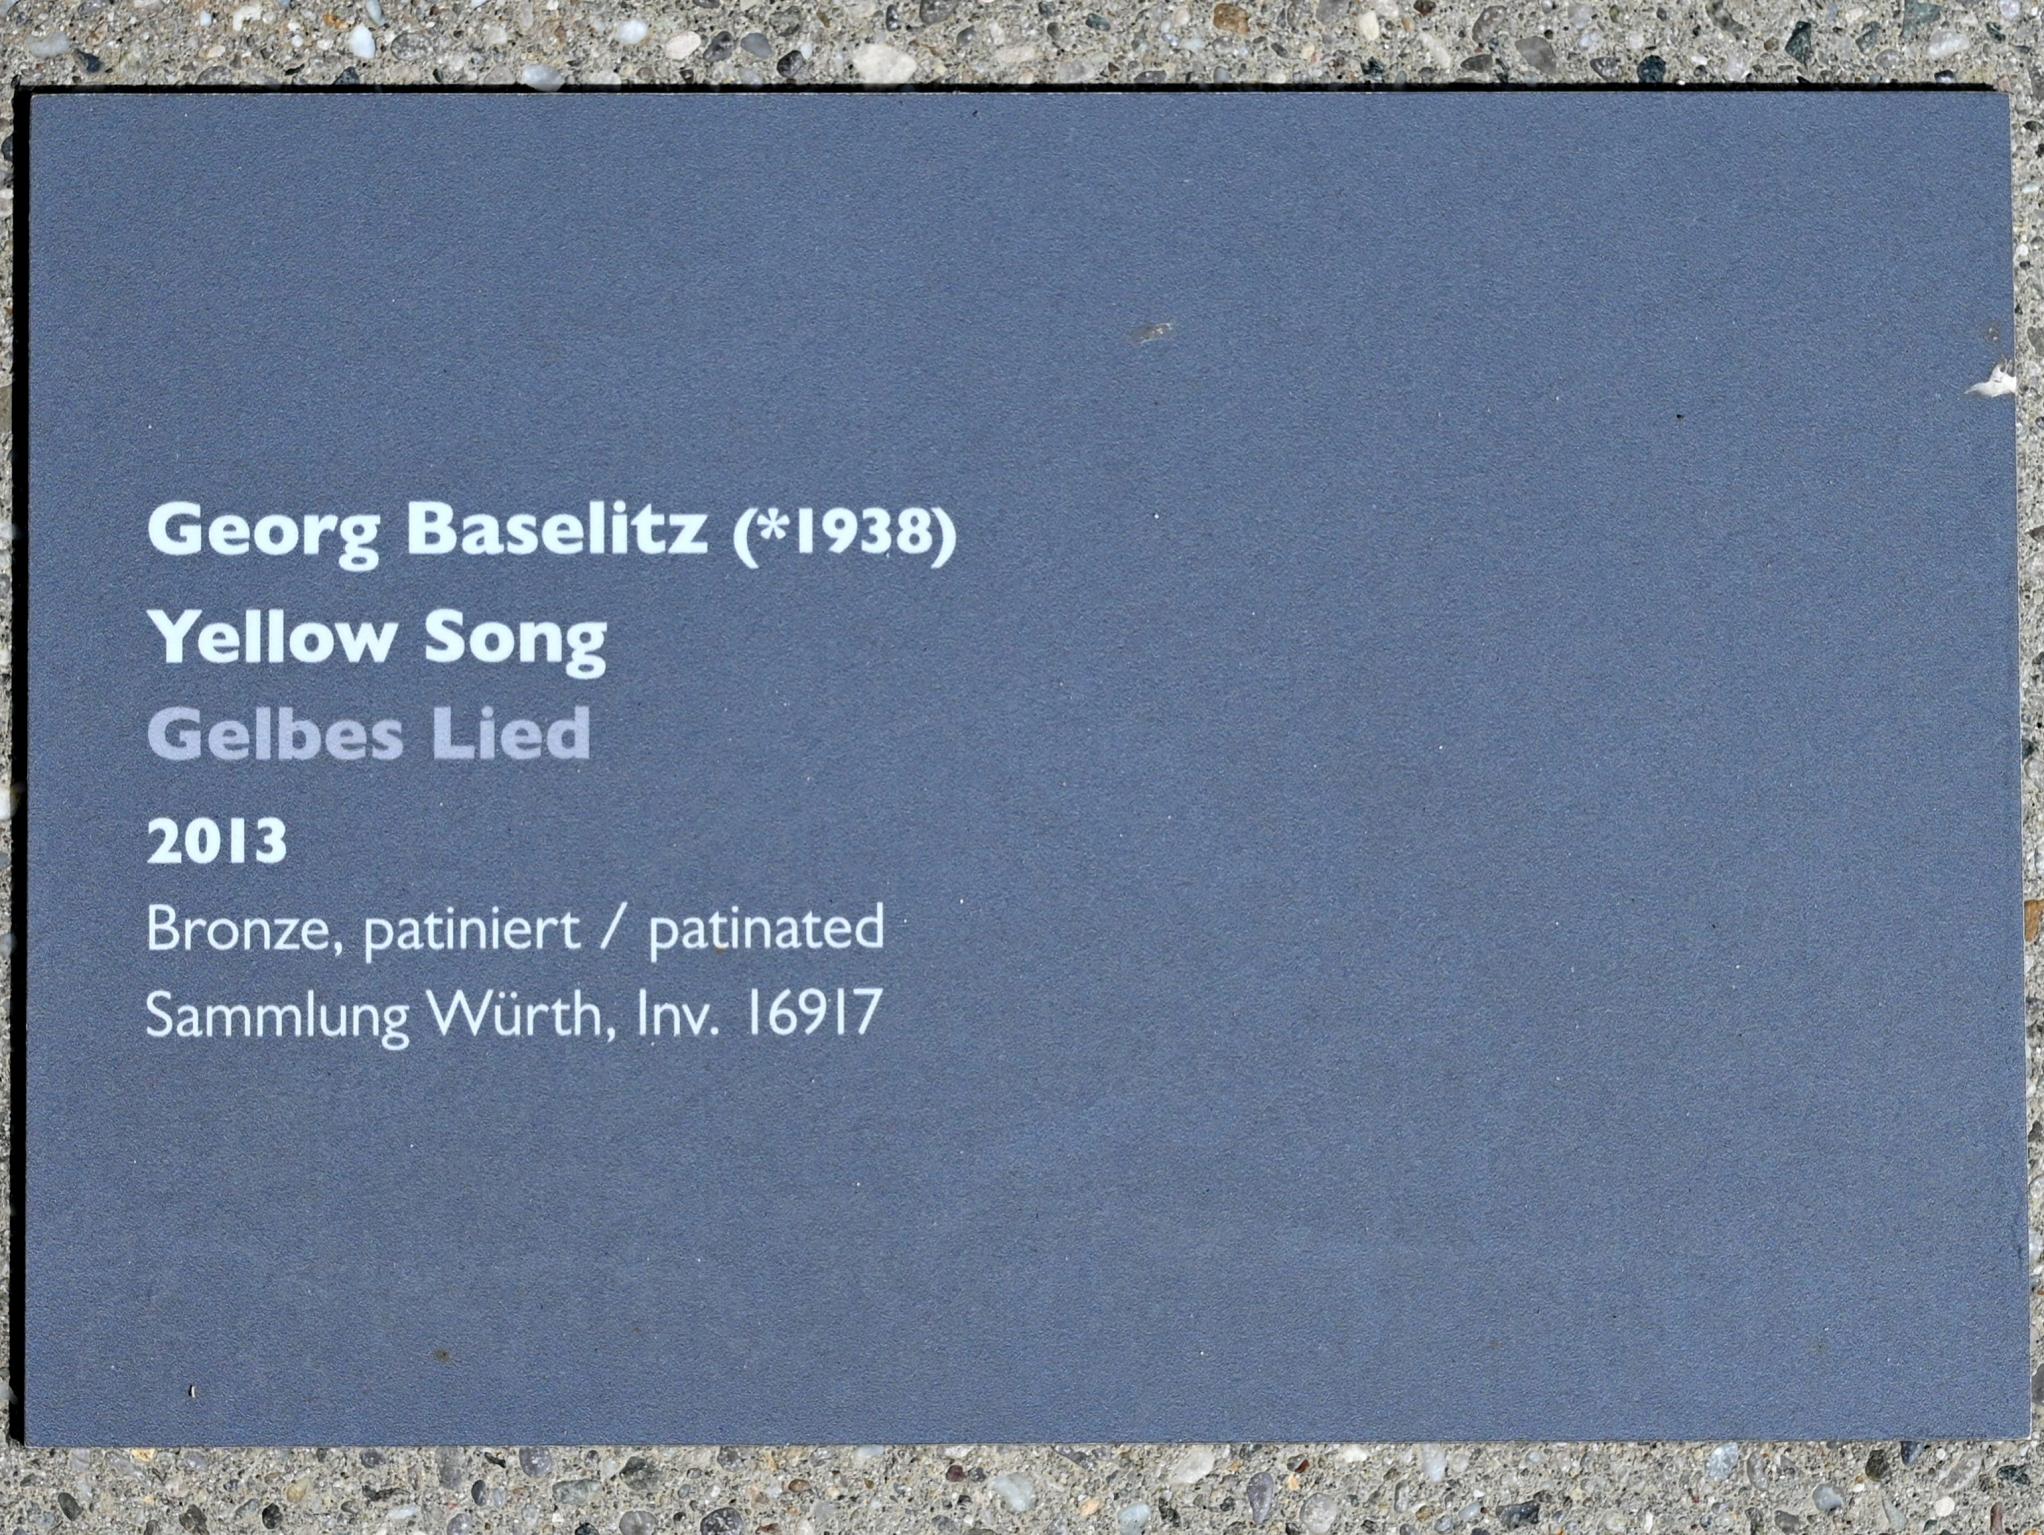 Georg Baselitz (*1938)
Yellow Song
Gelbes Lied
2013
Bronze, patiniert / patinated
Sammlung Würth, Inv. 16917